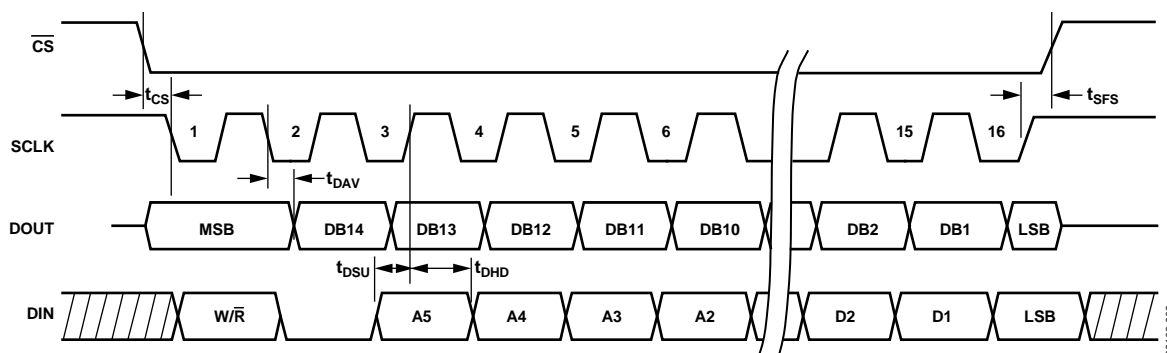 CS
tCS
tSFS
SCLK
1 2 3 4 5 6 15 16
tDAV
DOUT
MSB DB14 DB13 DB12 DB11 DB10 DB2 DB1 LSB
tDSU tDHD
DIN
W/R A5 A4 A3 A2 D2 D1 LSB